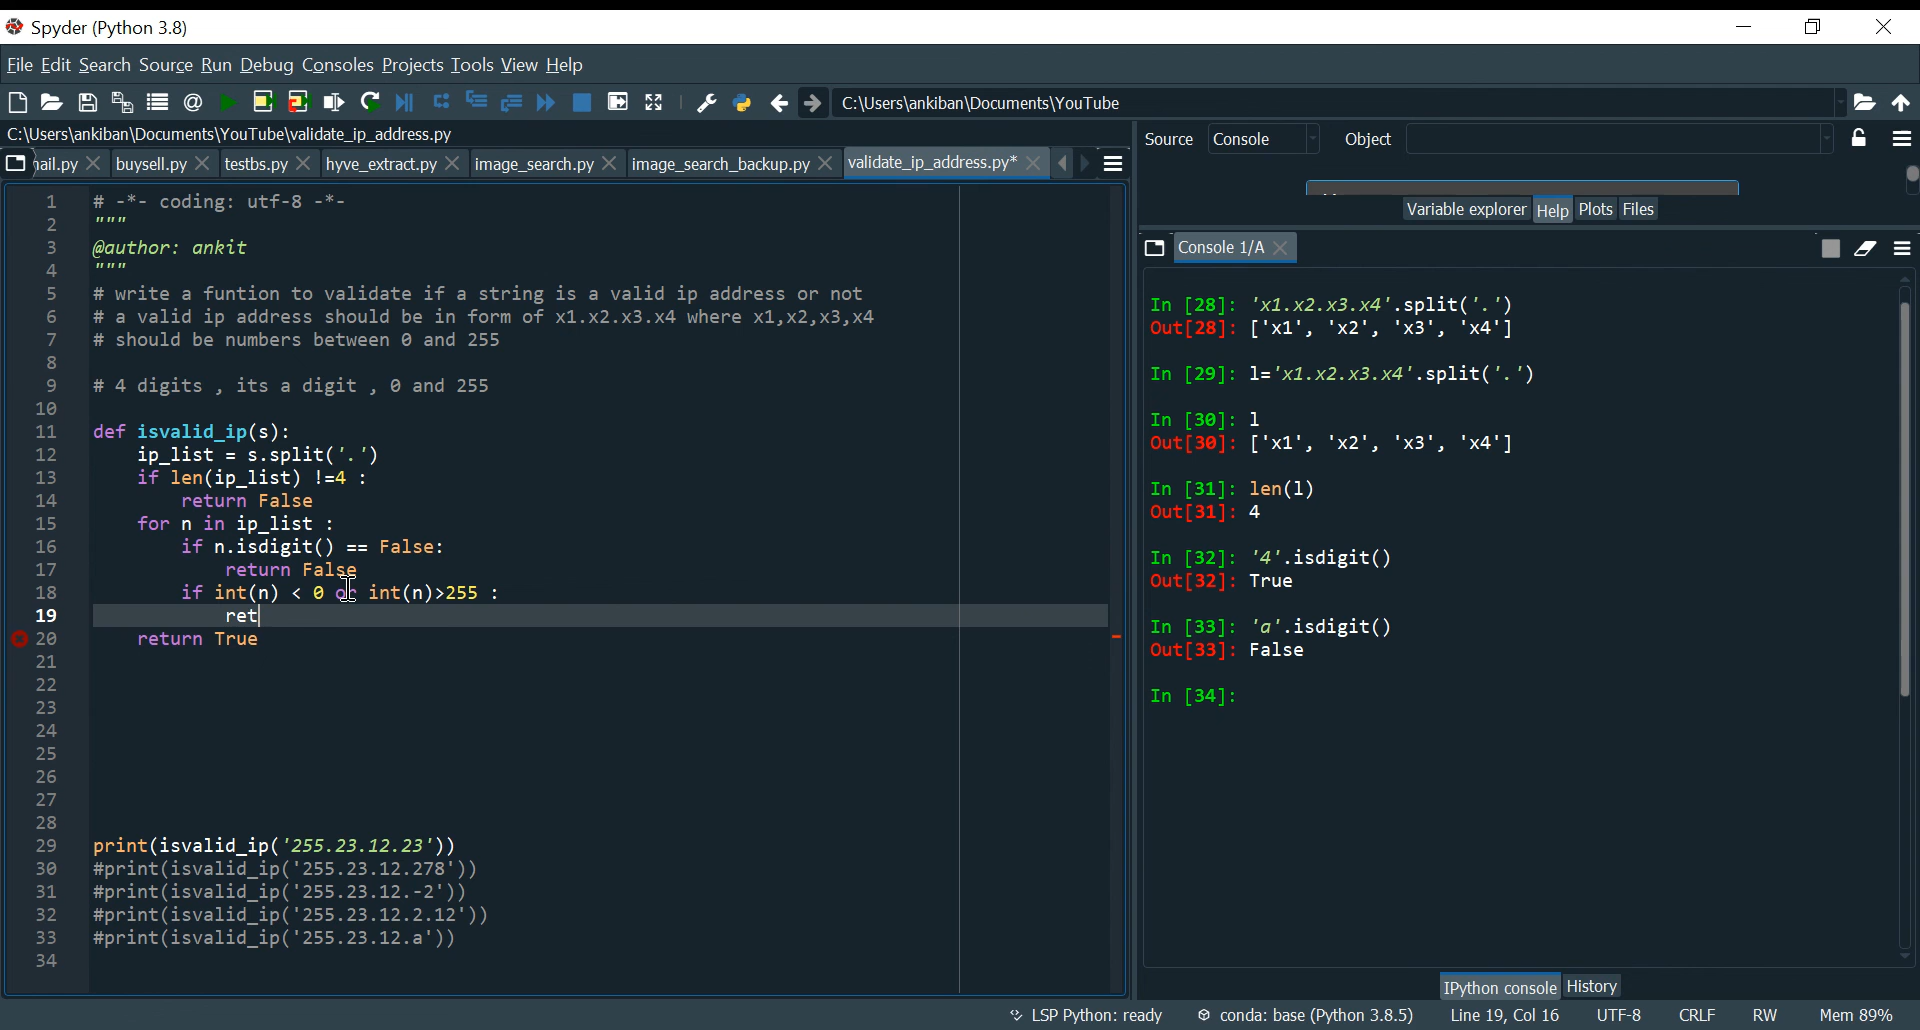 Spyder (Python 3.8)
File Edit Search Source Run Debug Consoles Projects Tools View Help
C:\Users\ankiban\Documents\YouTube
C:\Users\ankiban\Documents\YouTube\validate_ip_address.py
ail.py buysell.py testbs.py hyve_extract.py image_search.py image_search_backup.py validate_ip_address.py*
1 # -*- coding: utf-8 -*-
2 """
3 @author: ankit
4 """
5 # write a funtion to validate if a string is a valid ip address or not
6 # a valid ip address should be in form of x1.x2.x3.x4 where x1,x2,x3,x4
7 # should be numbers between 0 and 255
8
9 # 4 digits , its a digit , 0 and 255
10
11 def isvalid_ip(s):
12     ip_list = s.split('.')
13     if len(ip_list) !=4 :
14         return False
15     for n in ip_list :
16         if n.isdigit() == False:
17             return False
18         if int(n) < 0 or int(n)>255 :
19             ret
20     return True
21
22
23
24
25
26
27
28
29 print(isvalid_ip('255.23.12.23'))
30 #print(isvalid_ip('255.23.12.278'))
31 #print(isvalid_ip('255.23.12.-2'))
32 #print(isvalid_ip('255.23.12.2.12'))
33 #print(isvalid_ip('255.23.12.a'))
34
Source Console Object
Variable explorer Help Plots Files
Console 1/A
In [28]: 'x1.x2.x3.x4'.split('.')
Out[28]: ['x1', 'x2', 'x3', 'x4']
In [29]: l='x1.x2.x3.x4'.split('.')
In [30]: l
Out[30]: ['x1', 'x2', 'x3', 'x4']
In [31]: len(l)
Out[31]: 4
In [32]: '4'.isdigit()
Out[32]: True
In [33]: 'a'.isdigit()
Out[33]: False
In [34]:
IPython console History
LSP Python: ready conda: base (Python 3.8.5) Line 19, Col 16 UTF-8 CRLF RW Mem 89%